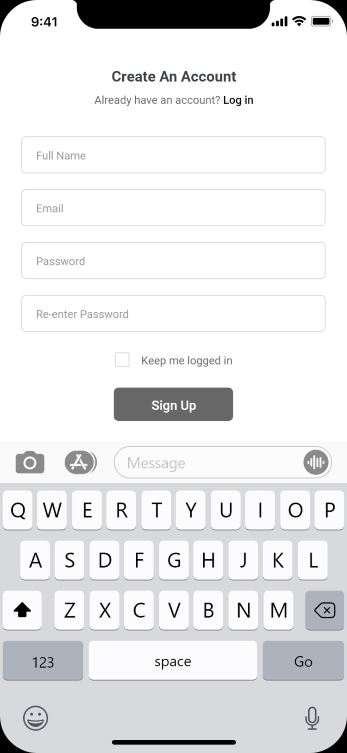 9:41
Create An Account
Already have an account? Log in
Full Name
Email
Password
Re-enter Password
Keep me logged in
Sign Up
Message
Q W E R T Y U I O P
A S D F G H J K L
Z X C V B N M
123 space Go